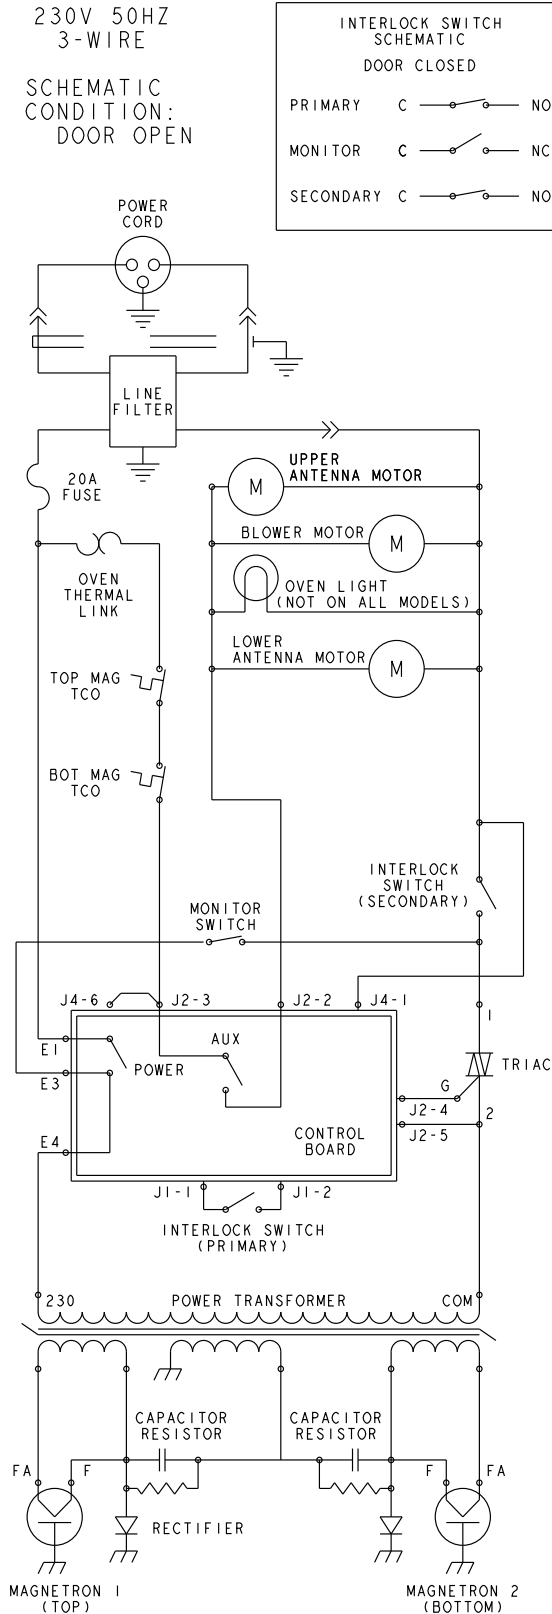 230V 50HZ
3-WIRE
SCHEMATIC
CONDITION:
DOOR OPEN
INTERLOCK SWITCH
SCHEMATIC
DOOR CLOSED
PRIMARY C NO
MONITOR C NC
SECONDARY C NO
POWER
CORD
LINE
FILTER
20A
FUSE
UPPER
ANTENNA MOTOR
M
BLOWER MOTOR
M
OVEN
THERMAL
LINK
OVEN LIGHT
(NOT ON ALL MODELS)
LOWER
ANTENNA MOTOR
M
TOP MAG
TCO
BOT MAG
TCO
INTERLOCK
SWITCH
(SECONDARY)
MONITOR
SWITCH
J4-6
J2-3
J2-2
J4-1
1
E1
POWER
AUX
TRIAC
E3
G
J2-4
2
J2-5
E4
CONTROL
BOARD
J1-1
J1-2
INTERLOCK SWITCH
(PRIMARY)
230
POWER TRANSFORMER
COM
CAPACITOR
RESISTOR
CAPACITOR
RESISTOR
FA
F
F
FA
RECTIFIER
MAGNETRON 1
(TOP)
MAGNETRON 2
(BOTTOM)